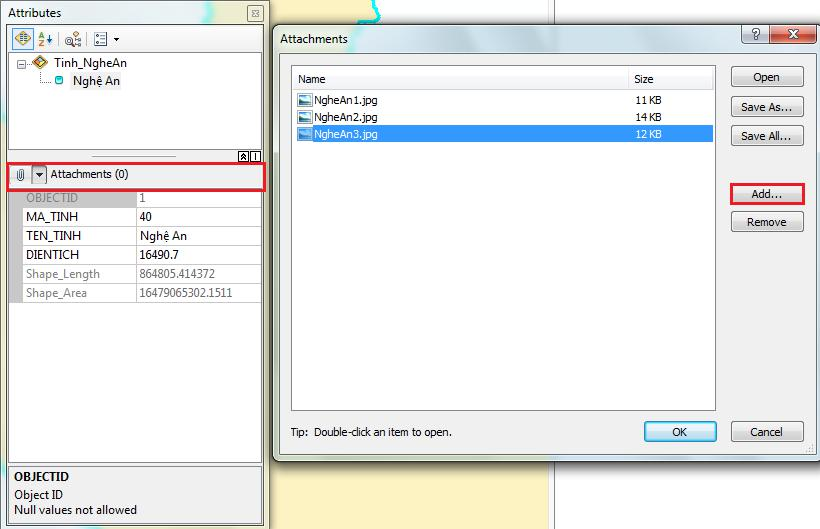 Attributes
Tinh_NgheAn
Nghệ An
Attachments (0)
OBJECTID 1
MA_TINH 40
TEN_TINH Nghệ An
DIENTICH 16490.7
Shape_Length 864805.414372
Shape_Area 16479065302.1511
OBJECTID
Object ID
Null values not allowed
Attachments
Name Size
NgheAn1.jpg 11 KB
NgheAn2.jpg 14 KB
NgheAn3.jpg 12 KB
Open
Save As...
Save All...
Add...
Remove
Tip: Double-click an item to open.
OK
Cancel